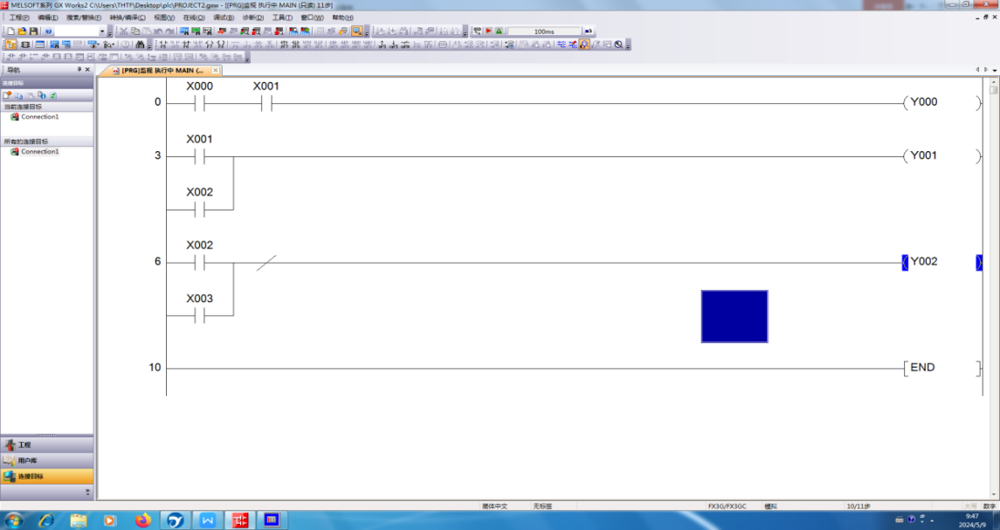 MELSOFT系列 GX Works2 C:\Users\THTF\Desktop\plc\PROJECT2.gxw - [[PRG]监视 执行中 MAIN (只读) 11步]
工程(P) 编辑(E) 搜索/替换(F) 转换/编译(C) 视图(V) 在线(O) 调试(B) 诊断(D) 工具(T) 窗口(W) 帮助(H)
100ms
导航
[PRG]监视 执行中 MAIN (...
连接目标
当前连接目标
Connection1
所有的连接目标
Connection1
X000 X001
0 Y000
X001
3 Y001
X002
X002
6 Y002
X003
10 END
工程
用户库
连接目标
简体中文 无标签 FX3G/FX3GC 模拟 10/11步 大写 数字
9:47
2024/5/9